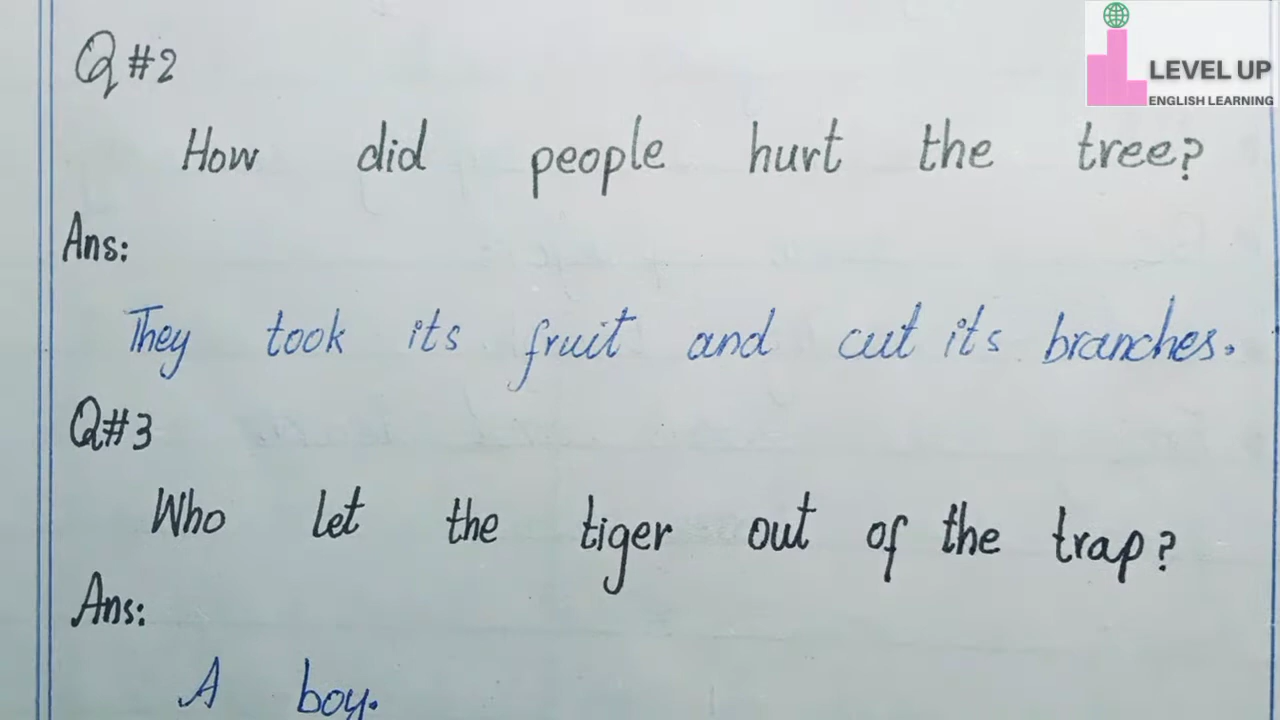 LEVEL UP
ENGLISH LEARNING
Q#2
How did people hurt the tree?
Ans:
They took its fruit and cut its branches.
Q#3
Who let the tiger out of the trap?
Ans:
A boy.